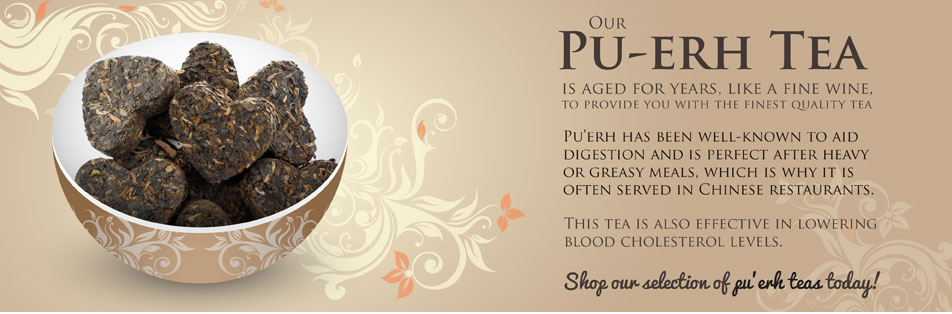 Our
Pu-erh Tea
is aged for years, like a fine wine,
to provide you with the finest quality tea
Pu'erh has been well-known to aid
digestion and is perfect after heavy
or greasy meals, which is why it is
often served in Chinese restaurants.
This tea is also effective in lowering
blood cholesterol levels.
Shop our selection of pu'erh teas today!